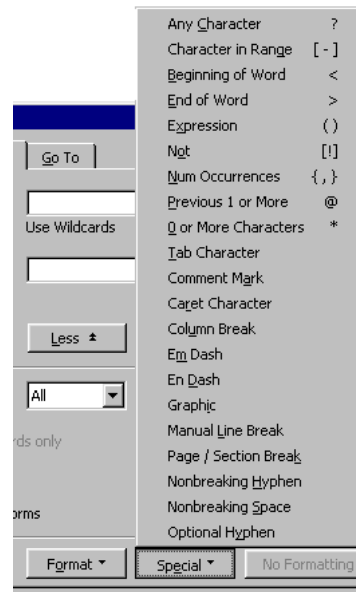 Any Character ?
Character in Range [-]
Beginning of Word <
End of Word >
Expression ()
Not [!]
Num Occurrences {,}
Previous 1 or More @
0 or More Characters *
Tab Character
Comment Mark
Caret Character
Column Break
Em Dash
En Dash
Graphic
Manual Line Break
Page / Section Break
Nonbreaking Hyphen
Nonbreaking Space
Optional Hyphen
Go To
Use Wildcards
Less
All
only
Format
Special
No Formatting